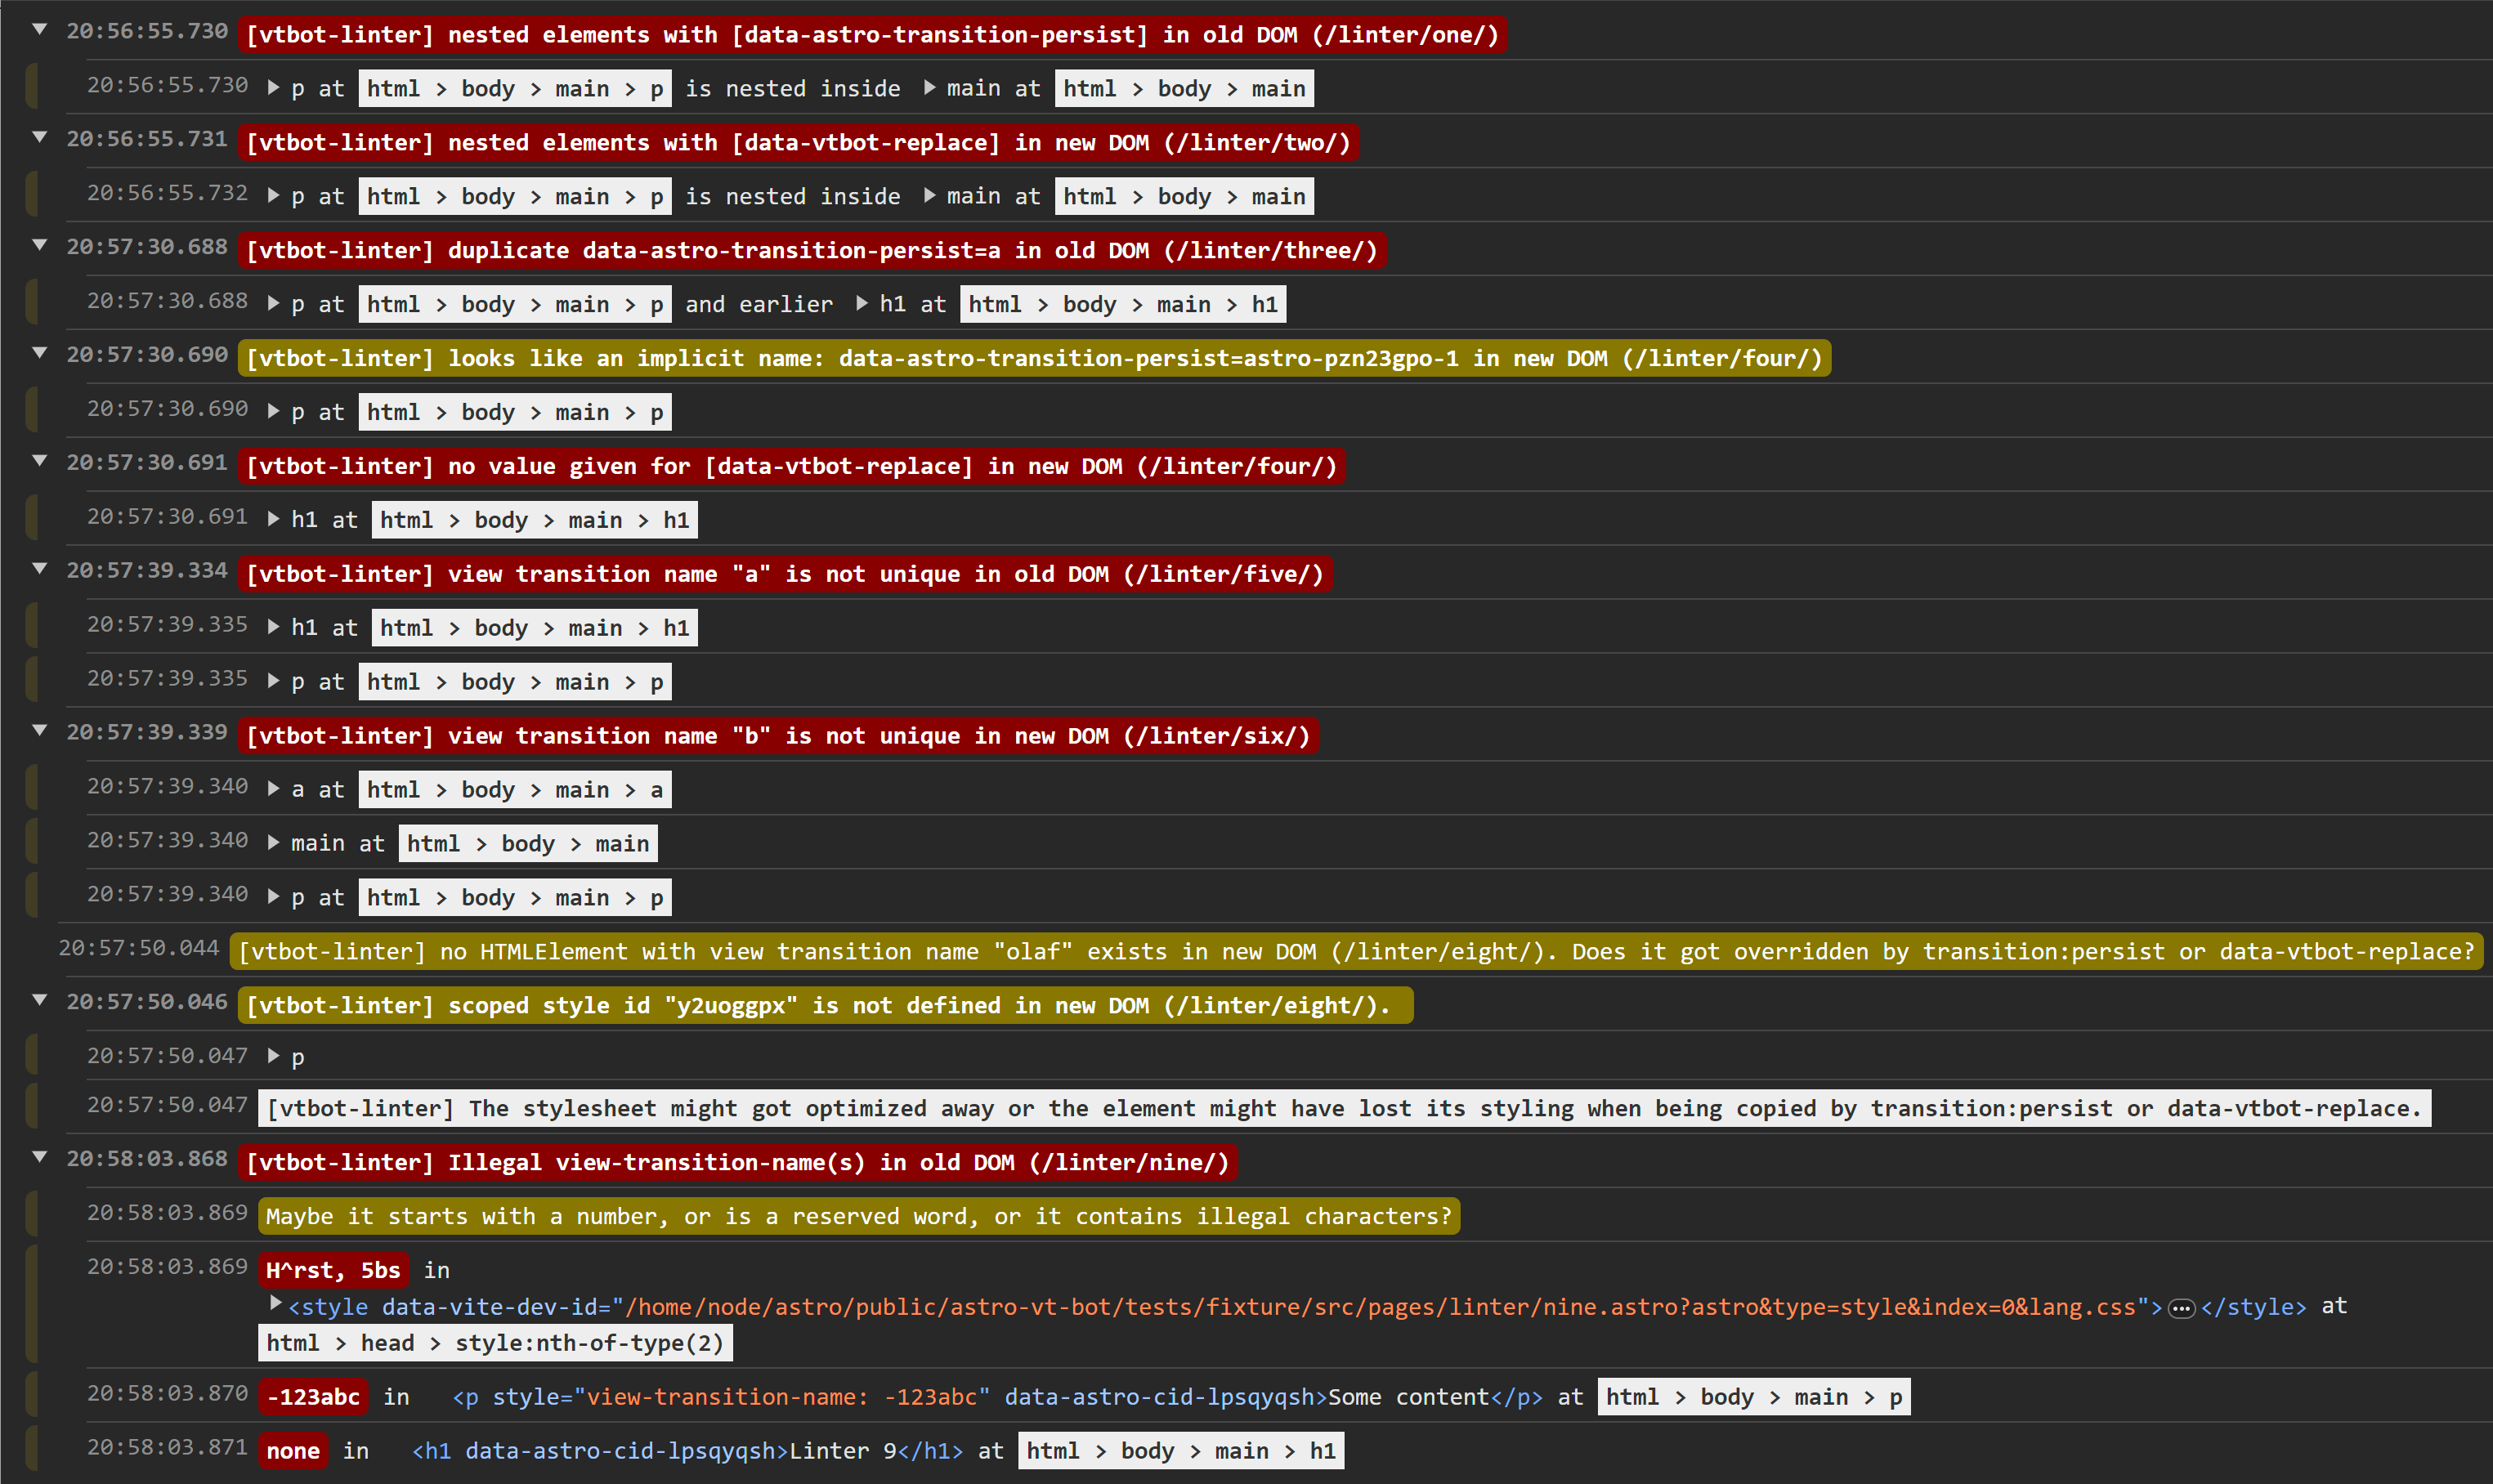 20:56:55.730 [vtbot-linter] nested elements with [data-astro-transition-persist] in old DOM (/linter/one/)
20:56:55.730 p at html > body > main > p is nested inside main at html > body > main
20:56:55.731 [vtbot-linter] nested elements with [data-vtbot-replace] in new DOM (/linter/two/)
20:56:55.732 p at html > body > main > p is nested inside main at html > body > main
20:57:30.688 [vtbot-linter] duplicate data-astro-transition-persist=a in old DOM (/linter/three/)
20:57:30.688 p at html > body > main > p and earlier h1 at html > body > main > h1
20:57:30.690 [vtbot-linter] looks like an implicit name: data-astro-transition-persist=astro-pzn23gpo-1 in new DOM (/linter/four/)
20:57:30.690 p at html > body > main > p
20:57:30.691 [vtbot-linter] no value given for [data-vtbot-replace] in new DOM (/linter/four/)
20:57:30.691 h1 at html > body > main > h1
20:57:39.334 [vtbot-linter] view transition name "a" is not unique in old DOM (/linter/five/)
20:57:39.335 h1 at html > body > main > h1
20:57:39.335 p at html > body > main > p
20:57:39.339 [vtbot-linter] view transition name "b" is not unique in new DOM (/linter/six/)
20:57:39.340 a at html > body > main > a
20:57:39.340 main at html > body > main
20:57:39.340 p at html > body > main > p
20:57:50.044 [vtbot-linter] no HTMLElement with view transition name "olaf" exists in new DOM (/linter/eight/). Does it got overridden by transition:persist or data-vtbot-replace?
20:57:50.046 [vtbot-linter] scoped style id "y2uoggpx" is not defined in new DOM (/linter/eight/).
20:57:50.047 p
20:57:50.047 [vtbot-linter] The stylesheet might got optimized away or the element might have lost its styling when being copied by transition:persist or data-vtbot-replace.
20:58:03.868 [vtbot-linter] Illegal view-transition-name(s) in old DOM (/linter/nine/)
20:58:03.869 Maybe it starts with a number, or is a reserved word, or it contains illegal characters?
20:58:03.869 H^rst, 5bs in
<style data-vite-dev-id="/home/node/astro/public/astro-vt-bot/tests/fixture/src/pages/linter/nine.astro?astro&type=style&index=0&lang.css">…</style> at
html > head > style:nth-of-type(2)
20:58:03.870 -123abc in <p style="view-transition-name: -123abc" data-astro-cid-lpsqyqsh>Some content</p> at html > body > main > p
20:58:03.871 none in <h1 data-astro-cid-lpsqyqsh>Linter 9</h1> at html > body > main > h1